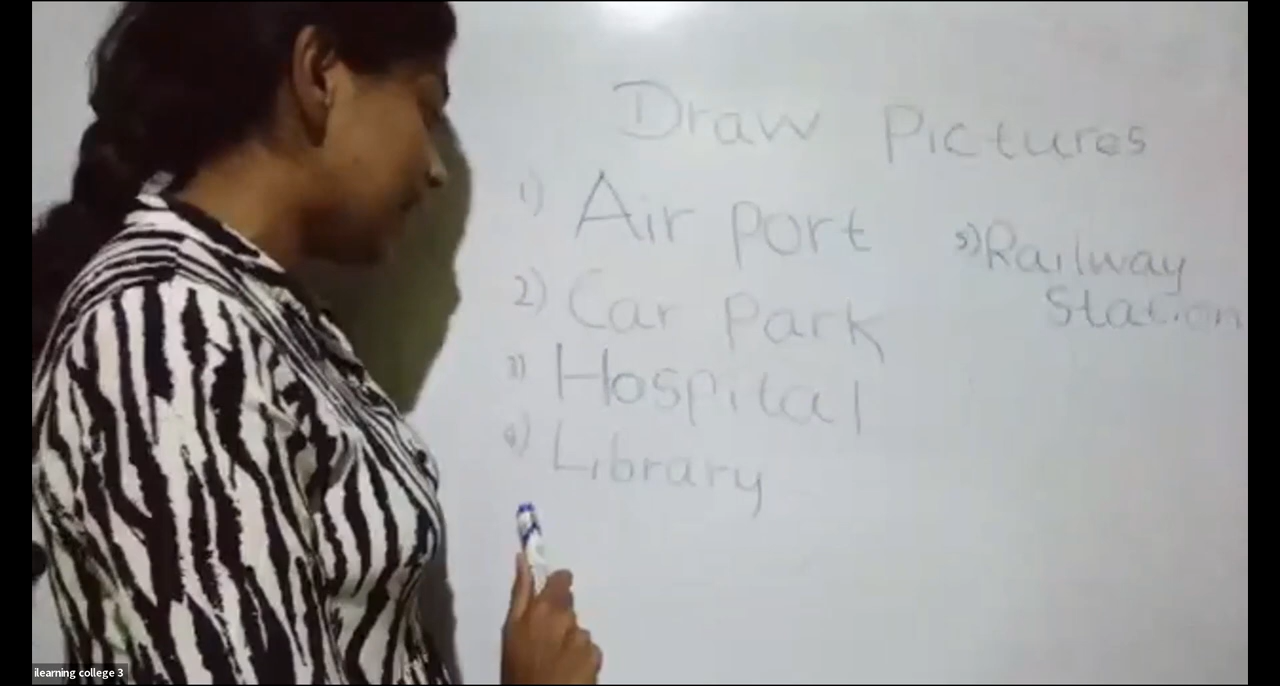 Draw Pictures
1) Air port
2) Car Park
3) Hospital
4) Library
5) Railway
Station
ilearning college 3